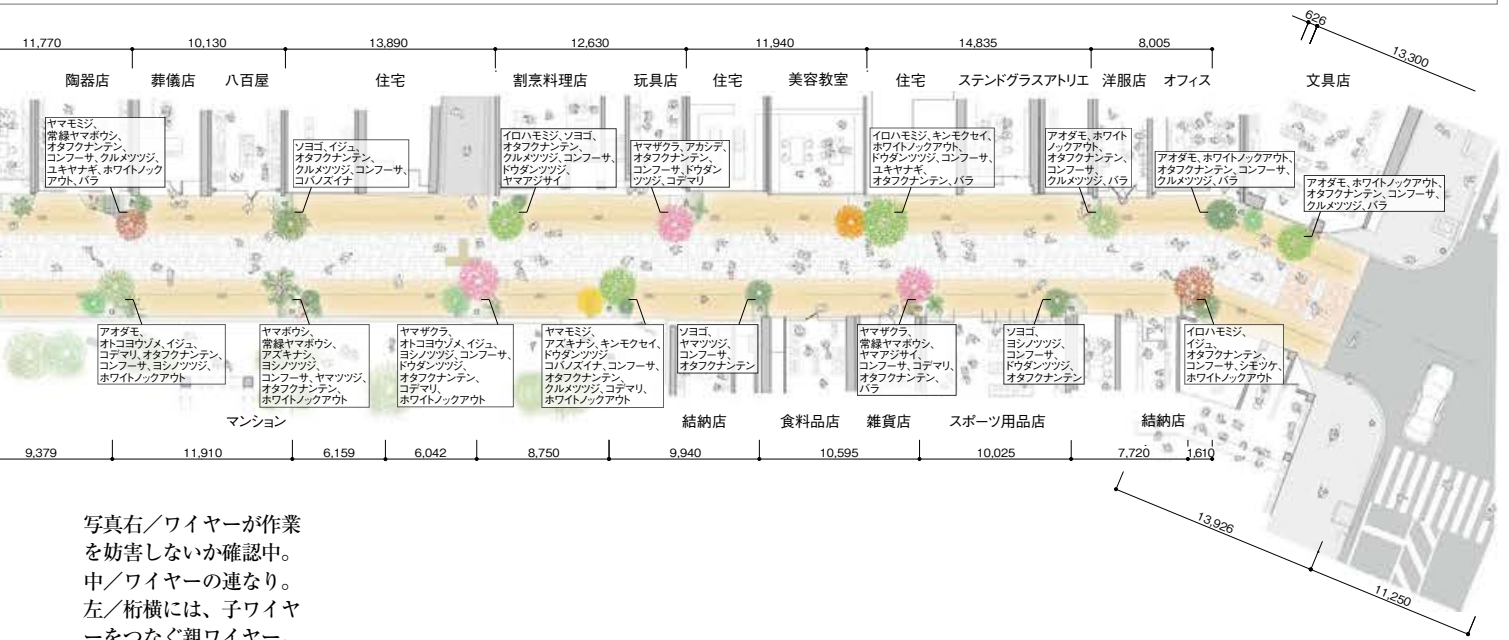 626
13,300
11,770
10,130
13,890
12,630
11,940
14,835
8,005
陶器店
葬儀店
八百屋
住宅
割烹料理店
玩具店
住宅
美容教室
住宅
ステンドグラスアトリエ
洋服店
オフィス
文具店
ヤマモミジ、
常緑ヤマボウシ、
オタフクナンテン、
コンフーサ、クルメツツジ、
ユキヤナギ、ホワイトノック
アウト、バラ
ソヨゴ、イジュ、
オタフクナンテン、
クルメツツジ、コンフーサ、
コバノズイナ
イロハモミジ、ソヨゴ、
オタフクナンテン、
クルメツツジ、コンフーサ、
ドウダンツツジ、
ヤマアジサイ
ヤマザクラ、アカシデ、
オタフクナンテン、
コンフーサ、ドウダン
ツツジ、コデマリ
イロハモミジ、キンモクセイ、
ホワイトノックアウト、
ドウダンツツジ、コンフーサ、
ユキヤナギ、
オタフクナンテン、バラ
アオダモ、ホワイト
ノックアウト、
オタフクナンテン、
コンフーサ、
クルメツツジ、バラ
アオダモ、ホワイトノックアウト、
オタフクナンテン、コンフーサ、
クルメツツジ、バラ
アオダモ、ホワイトノックアウト、
オタフクナンテン、コンフーサ、
クルメツツジ、バラ
アオダモ、
オトコヨウゾメ、イジュ、
コデマリ、オタフクナンテン、
コンフーサ、ヨシノツツジ、
ホワイトノックアウト
ヤマボウシ、
常緑ヤマボウシ、
アズキナシ、
ヨシノツツジ、
コンフーサ、ヤマツツジ、
オタフクナンテン、
ホワイトノックアウト
ヤマザクラ、
オトコヨウゾメ、イジュ、
ヨシノツツジ、コンフーサ、
ドウダンツツジ、
オタフクナンテン、
コデマリ、
ホワイトノックアウト
ヤマモミジ、
アズキナシ、キンモクセイ、
ドウダンツツジ
コバノズイナ、コンフーサ、
オタフクナンテン、
クルメツツジ、コデマリ、
ホワイトノックアウト
ソヨゴ、
ヤマツツジ、
コンフーサ、
オタフクナンテン
ヤマザクラ、
常緑ヤマボウシ、
ヤマアジサイ、
コンフーサ、コデマリ、
オタフクナンテン、
バラ
ソヨゴ、
ヨシノツツジ、
コンフーサ、
ドウダンツツジ、
オタフクナンテン
イロハモミジ、
イジュ、
オタフクナンテン、
コンフーサ、シモツケ、
ホワイトノックアウト
マンション
結納店
食料品店
雑貨店
スポーツ用品店
結納店
9,379
11,910
6,159
6,042
8,750
9,940
10,595
10,025
7,720
1,610
13,926
11,250
写真右／ワイヤーが作業
を妨害しないか確認中。
中／ワイヤーの連なり。
左／桁横には、子ワイヤ
ーをつなぐ親ワイヤー。